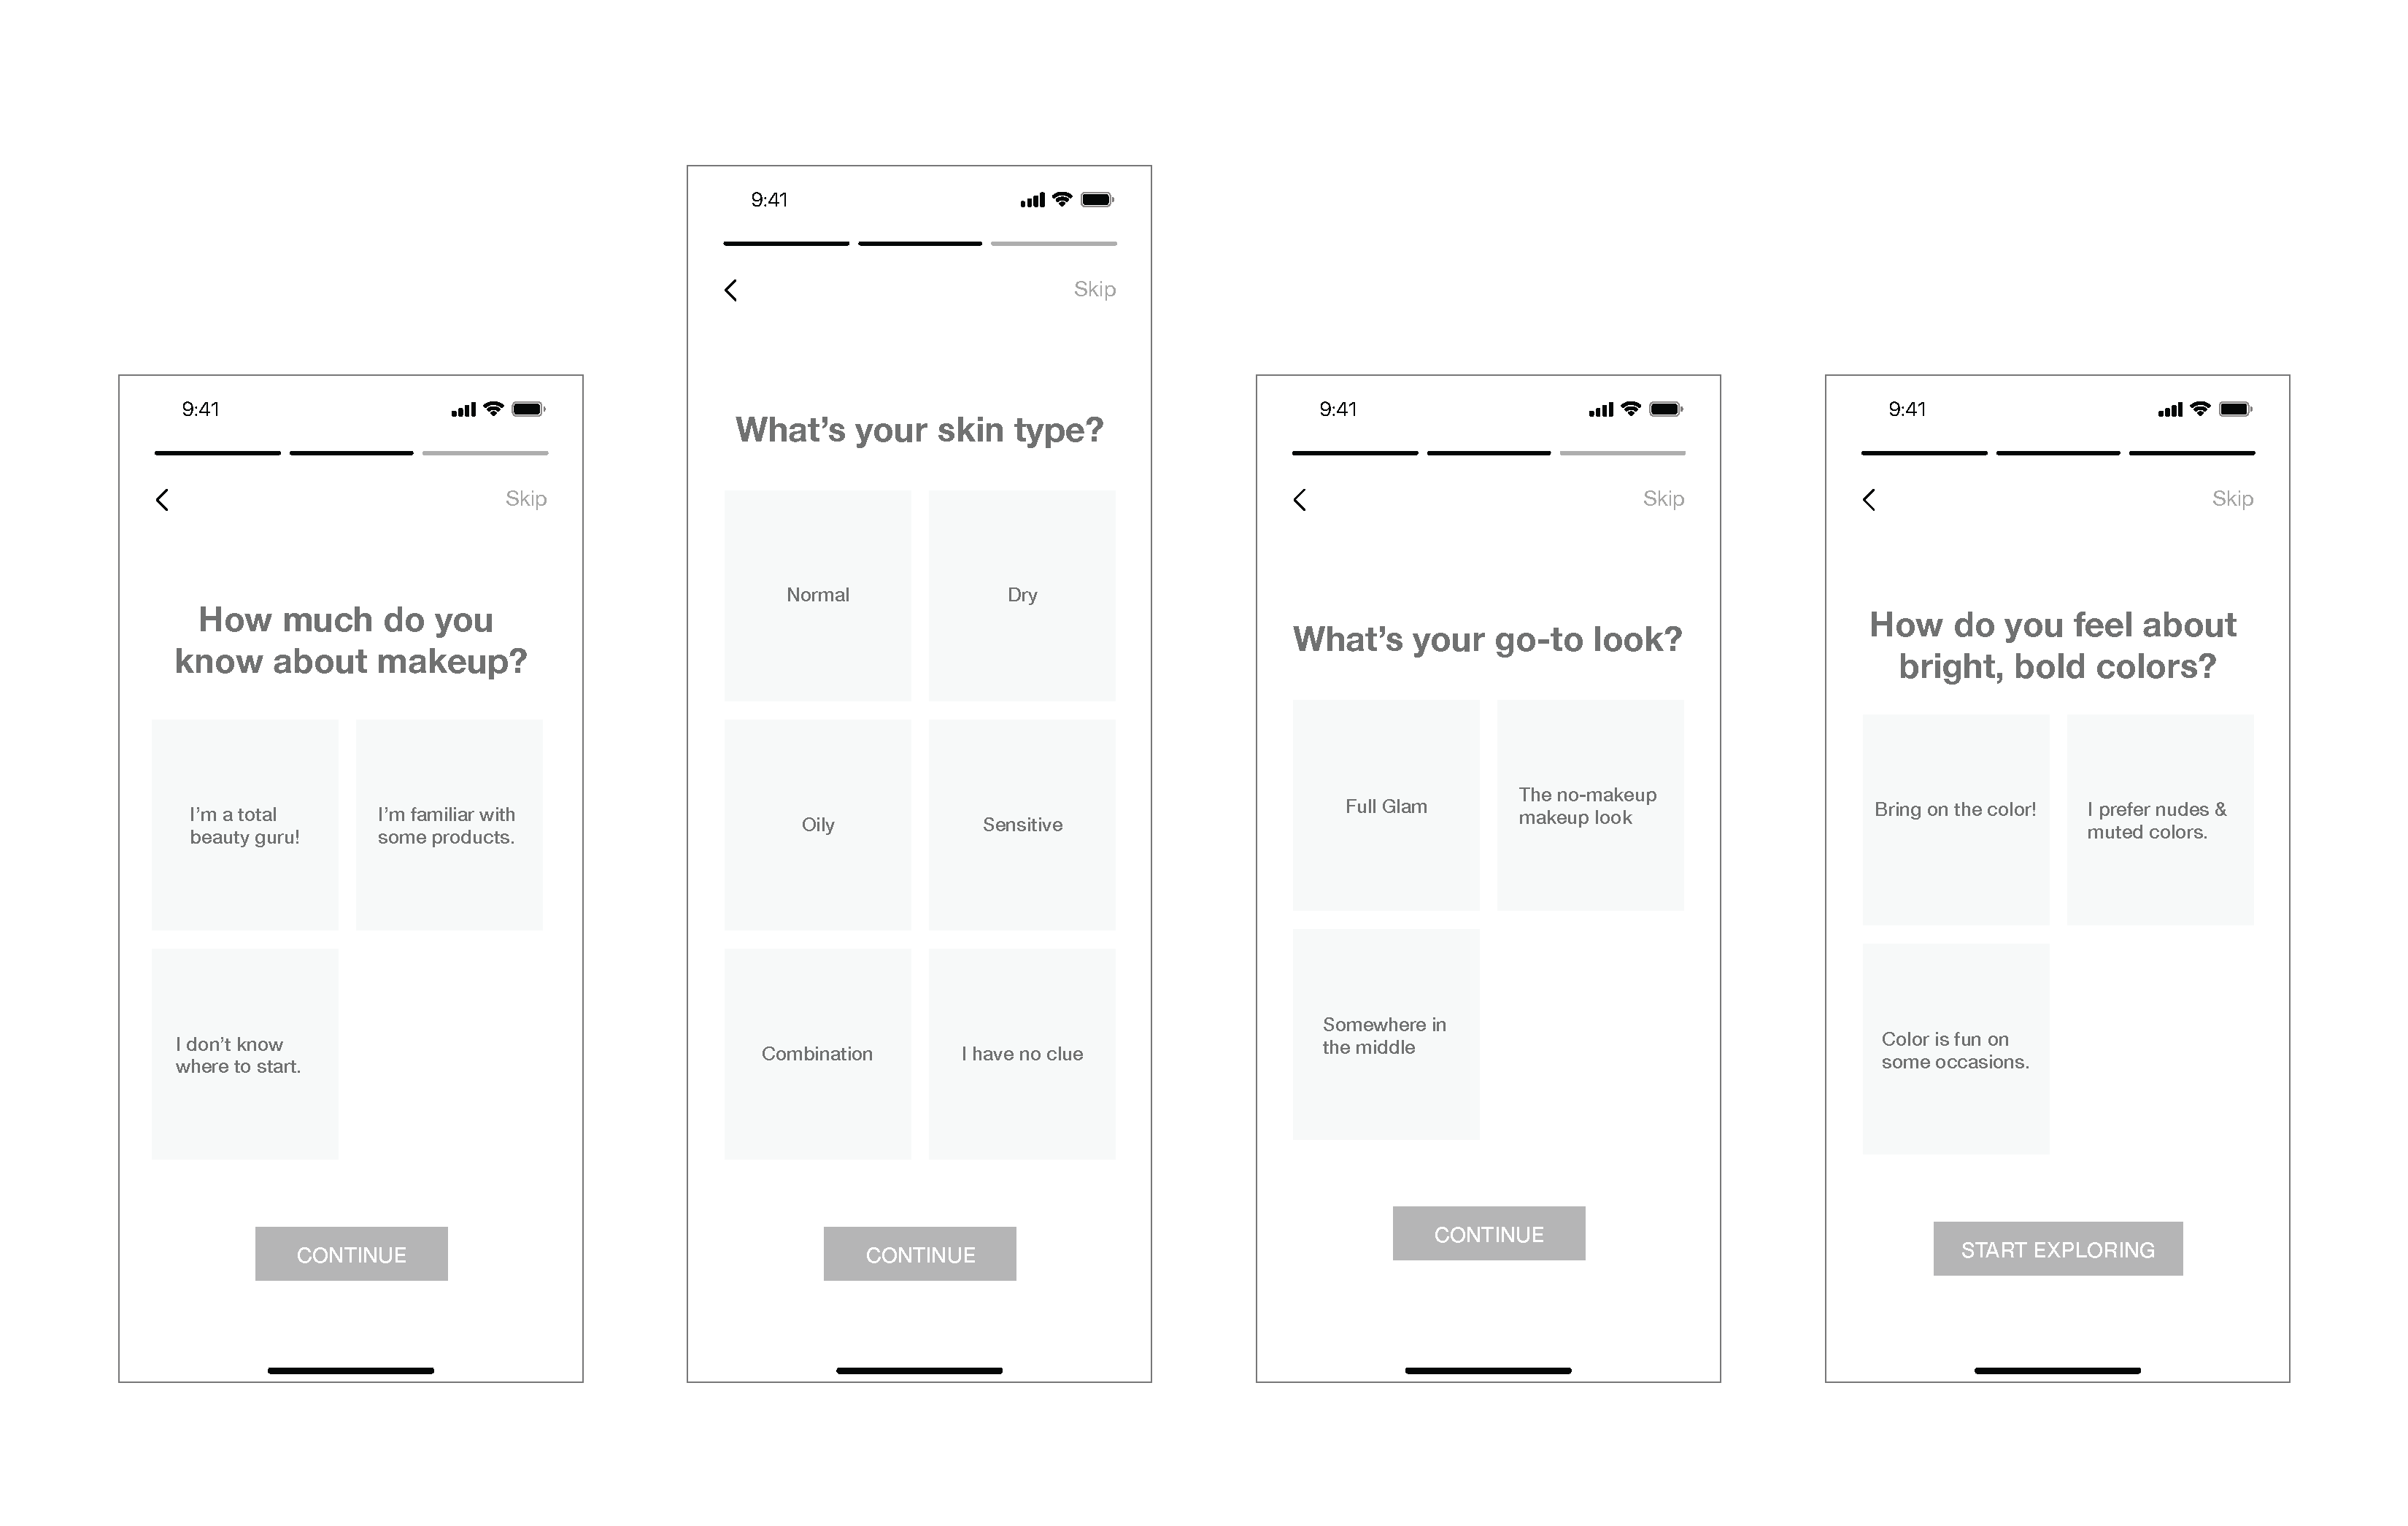 9:41
Skip
How much do you
know about makeup?
I’m a total
beauty guru!
I’m familiar with
some products.
I don’t know
where to start.
CONTINUE
9:41
Skip
What’s your skin type?
Normal
Dry
Oily
Sensitive
Combination
I have no clue
CONTINUE
9:41
Skip
What’s your go-to look?
Full Glam
The no-makeup
makeup look
Somewhere in
the middle
CONTINUE
9:41
Skip
How do you feel about
bright, bold colors?
Bring on the color!
I prefer nudes &
muted colors.
Color is fun on
some occasions.
START EXPLORING